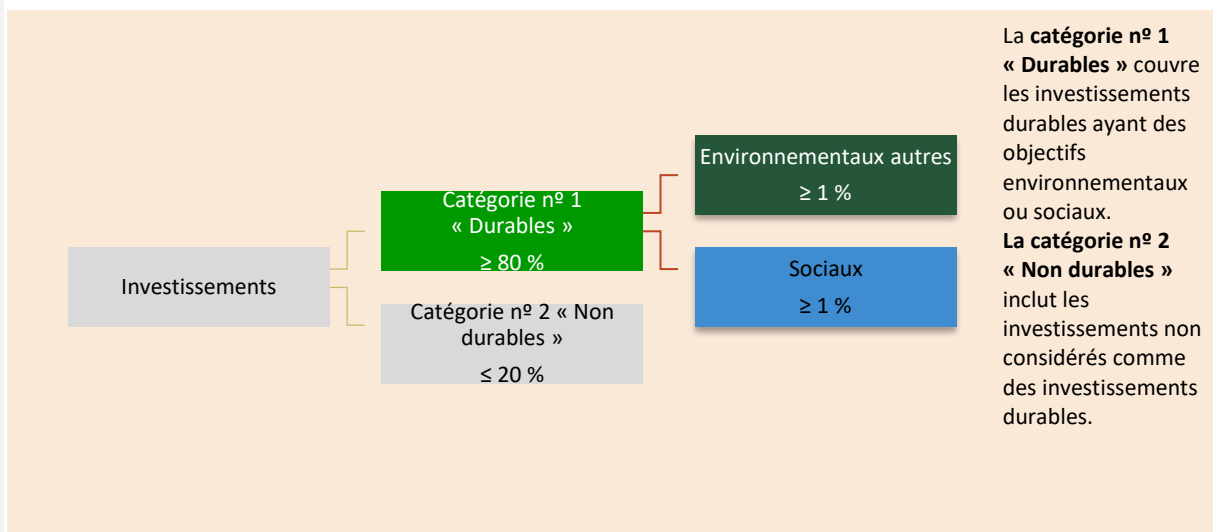 Investissements
Catégorie nº 1
« Durables »
≥ 80 %
Catégorie nº 2 « Non
durables »
≤ 20 %
Environnementaux autres
≥ 1 %
Sociaux
≥ 1 %
La catégorie nº 1
« Durables » couvre
les investissements
durables ayant des
objectifs
environnementaux
ou sociaux.
La catégorie nº 2
« Non durables »
inclut les
investissements non
considérés comme
des investissements
durables.